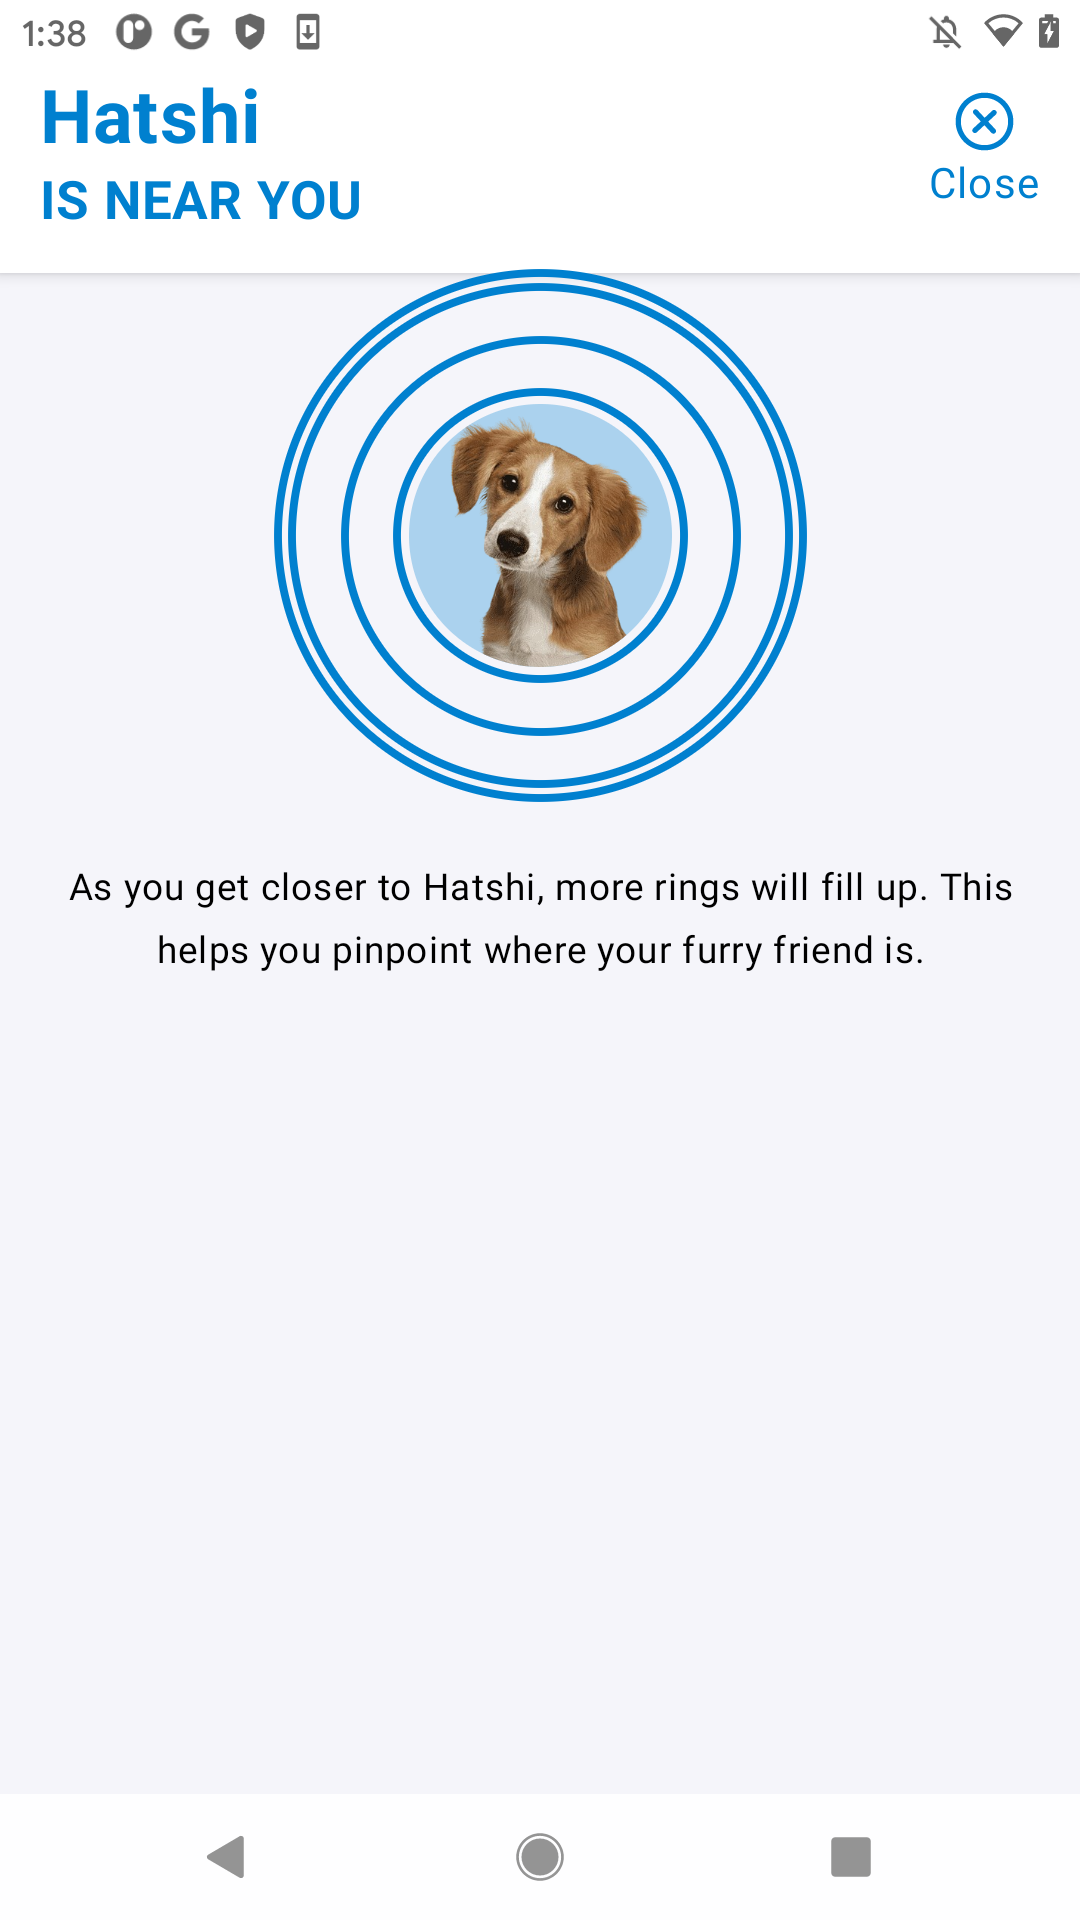 1:38
Hatshi
IS NEAR YOU
Close
As you get closer to Hatshi, more rings will fill up. This
helps you pinpoint where your furry friend is.